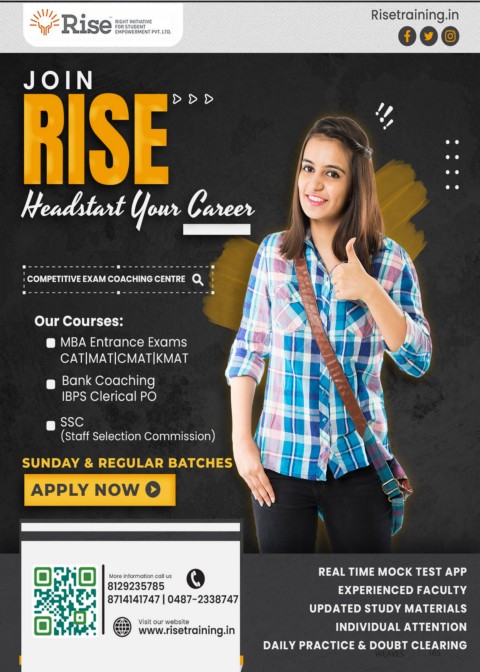 Rise
RIGHT INITIATIVE
FOR STUDENT
EMPOWERMENT PVT. LTD.
Risetraining.in
JOIN
RISE
Headstart Your Career
COMPETITIVE EXAM COACHING CENTRE
Our Courses:
MBA Entrance Exams
CAT|MAT|CMAT|KMAT
Bank Coaching
IBPS Clerical PO
SSC
(Staff Selection Commission)
SUNDAY & REGULAR BATCHES
APPLY NOW
More information call us
8129235785
8714141747 | 0487-2338747
Visit our website
www.risetraining.in
REAL TIME MOCK TEST APP
EXPERIENCED FACULTY
UPDATED STUDY MATERIALS
INDIVIDUAL ATTENTION
DAILY PRACTICE & DOUBT CLEARING